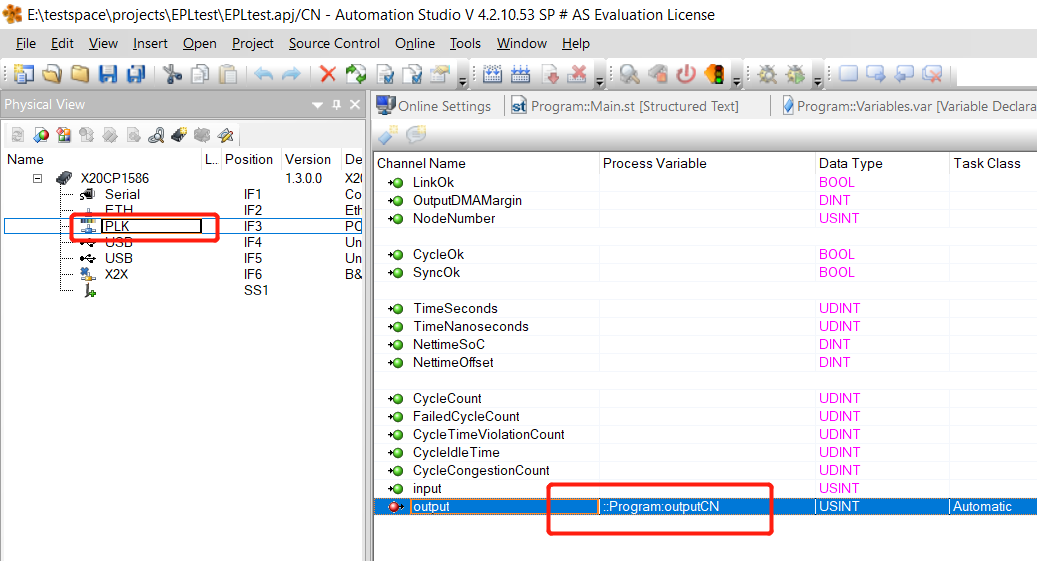 E:\testspace\projects\EPLtest\EPLtest.apj/CN - Automation Studio V 4.2.10.53 SP # AS Evaluation License
File Edit View Insert Open Project Source Control Online Tools Window Help
Physical View
Online Settings
Program::Main.st [Structured Text]
Program::Variables.var [Variable Declara
Name L.. Position Version De
X20CP1586 1.3.0.0 X20
Serial IF1 Co
ETH IF2 Eth
PLK IF3 PO
USB IF4 Un
USB IF5 Un
X2X IF6 B&
SS1
Channel Name Process Variable Data Type Task Class
LinkOk BOOL
OutputDMAMargin DINT
NodeNumber USINT
CycleOk BOOL
SyncOk BOOL
TimeSeconds UDINT
TimeNanoseconds UDINT
NettimeSoC DINT
NettimeOffset DINT
CycleCount UDINT
FailedCycleCount UDINT
CycleTimeViolationCount UDINT
CycleIdleTime UDINT
CycleCongestionCount UDINT
input USINT
output ::Program:outputCN USINT Automatic